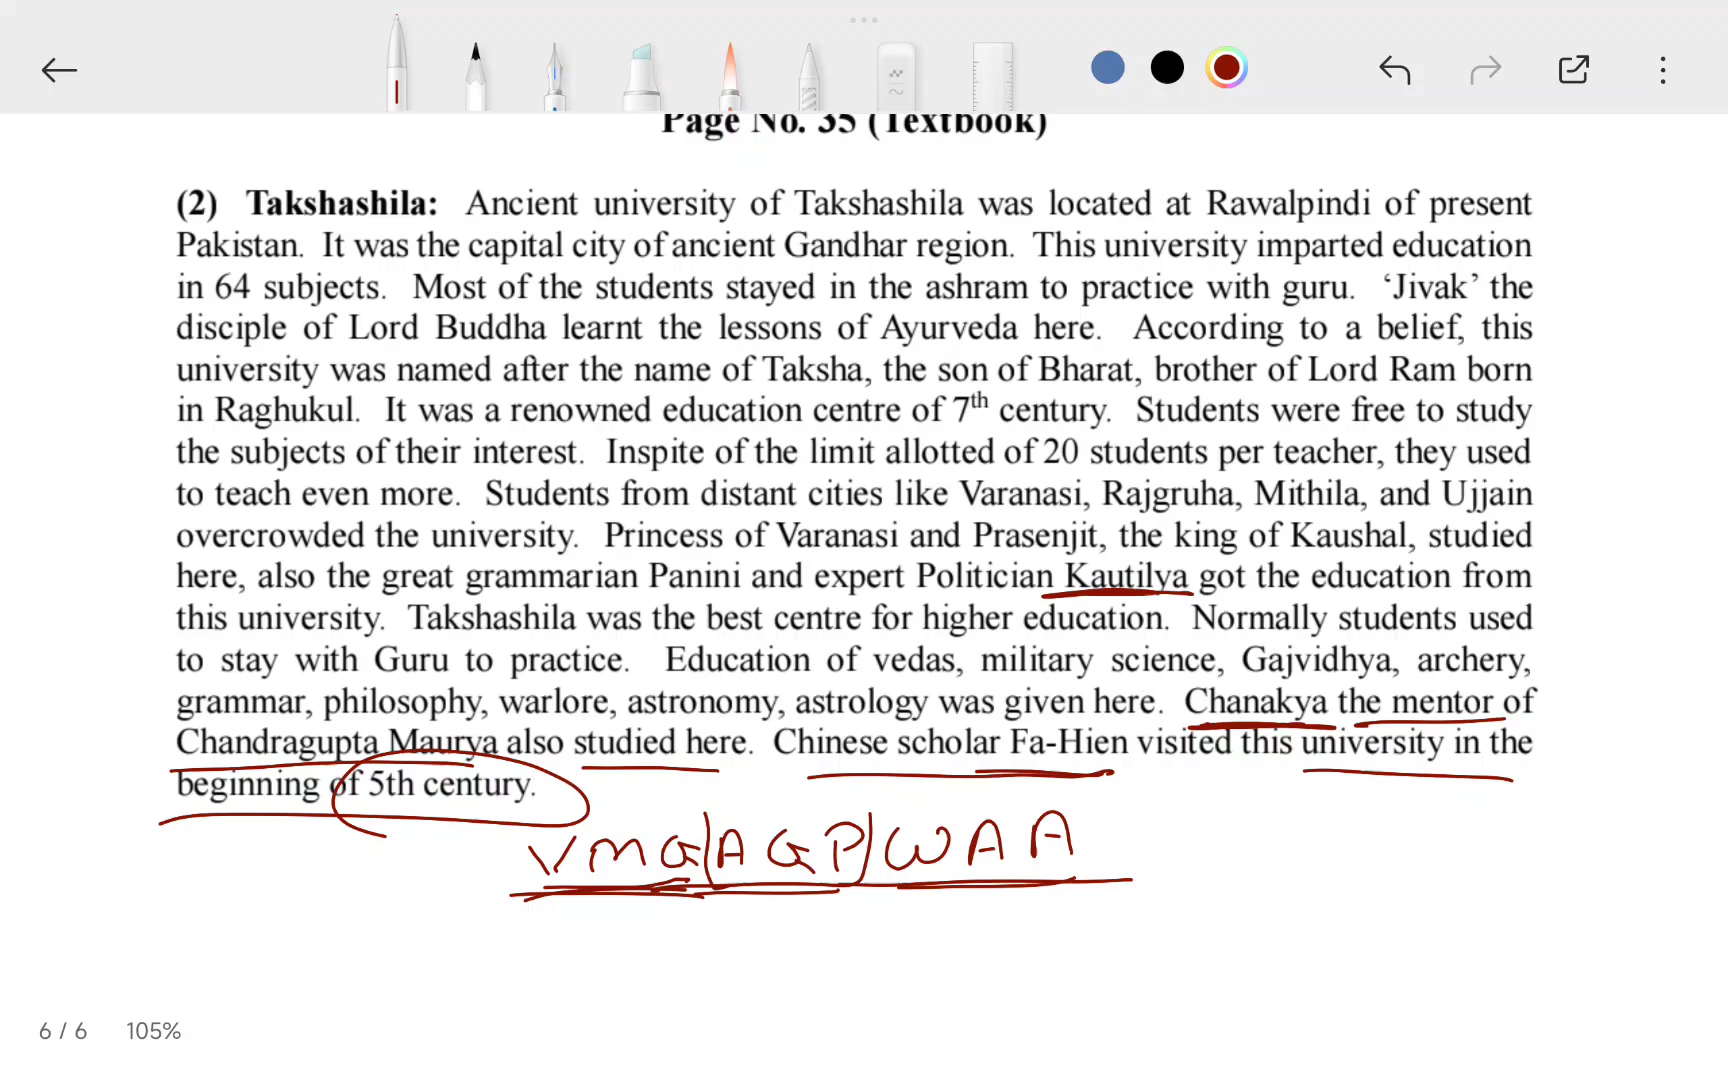 Page No. 35 (Textbook)
(2) Takshashila: Ancient university of Takshashila was located at Rawalpindi of present
Pakistan. It was the capital city of ancient Gandhar region. This university imparted education
in 64 subjects. Most of the students stayed in the ashram to practice with guru. ‘Jivak’ the
disciple of Lord Buddha learnt the lessons of Ayurveda here. According to a belief, this
university was named after the name of Taksha, the son of Bharat, brother of Lord Ram born
in Raghukul. It was a renowned education centre of 7th century. Students were free to study
the subjects of their interest. Inspite of the limit allotted of 20 students per teacher, they used
to teach even more. Students from distant cities like Varanasi, Rajgruha, Mithila, and Ujjain
overcrowded the university. Princess of Varanasi and Prasenjit, the king of Kaushal, studied
here, also the great grammarian Panini and expert Politician Kautilya got the education from
this university. Takshashila was the best centre for higher education. Normally students used
to stay with Guru to practice. Education of vedas, military science, Gajvidhya, archery,
grammar, philosophy, warlore, astronomy, astrology was given here. Chanakya the mentor of
Chandragupta Maurya also studied here. Chinese scholar Fa-Hien visited this university in the
beginning of 5th century.
VMG|AGP|WAA
6 / 6 105%